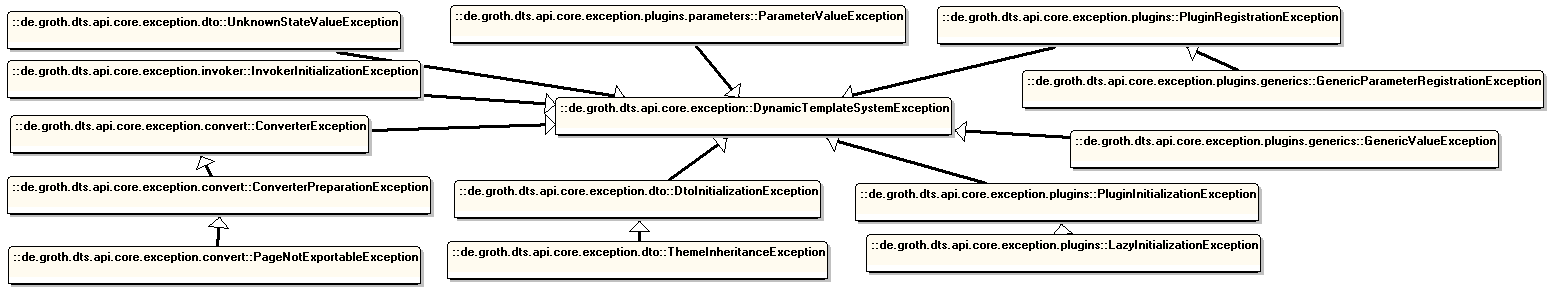 ::de.groth.dts.api.core.exception.dto::UnknownStateValueException
::de.groth.dts.api.core.exception.plugins.parameters::ParameterValueException
::de.groth.dts.api.core.exception.plugins::PluginRegistrationException
::de.groth.dts.api.core.exception.invoker::InvokerInitializationException
::de.groth.dts.api.core.exception.plugins.generics::GenericParameterRegistrationException
::de.groth.dts.api.core.exception::DynamicTemplateSystemException
::de.groth.dts.api.core.exception.convert::ConverterException
::de.groth.dts.api.core.exception.plugins.generics::GenericValueException
::de.groth.dts.api.core.exception.convert::ConverterPreparationException
::de.groth.dts.api.core.exception.dto::DtoInitializationException
::de.groth.dts.api.core.exception.plugins::PluginInitializationException
::de.groth.dts.api.core.exception.convert::PageNotExportableException
::de.groth.dts.api.core.exception.dto::ThemeInheritanceException
::de.groth.dts.api.core.exception.plugins::LazyInitializationException